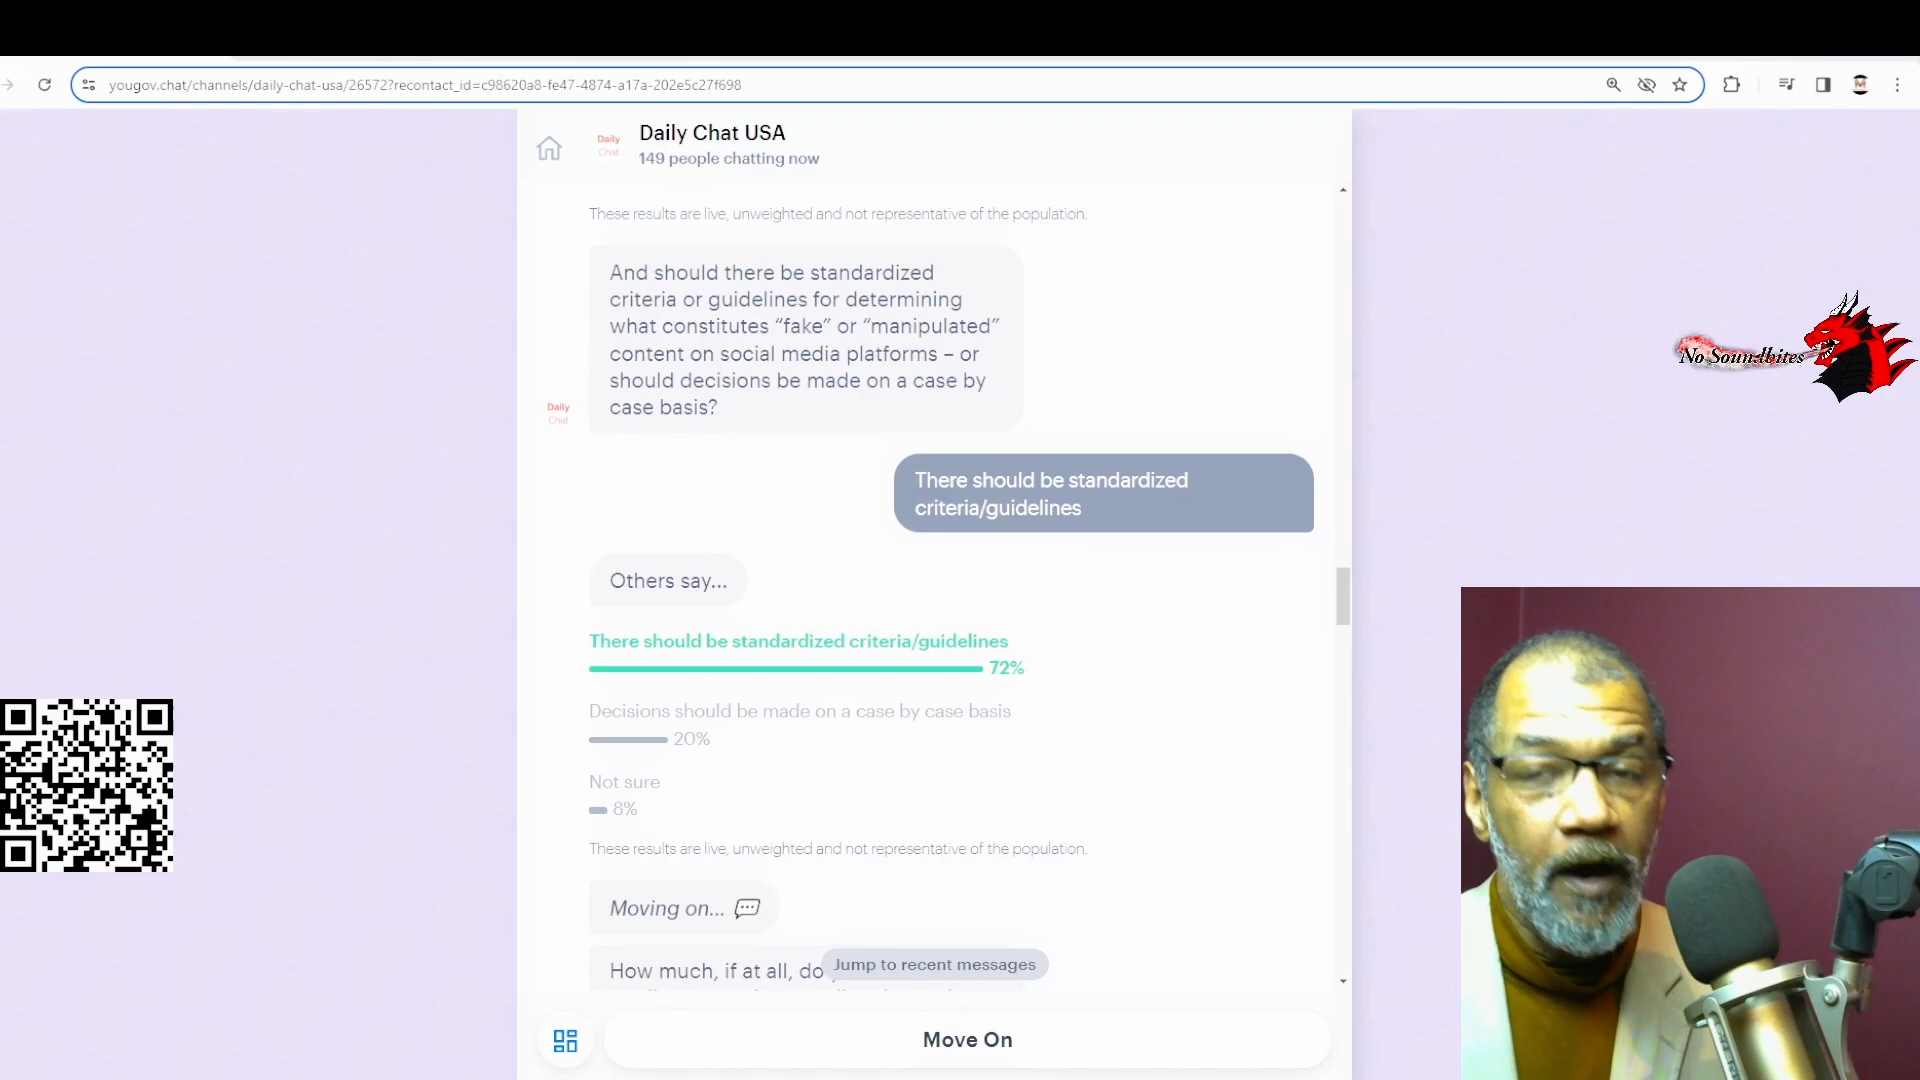 yougov.chat/channels/daily-chat-usa/26572?recontact_id=c98620a8-fe47-4874-a17a-202e5c27f698
Daily
Chat
Daily Chat USA
149 people chatting now
These results are live, unweighted and not representative of the population.
And should there be standardized
criteria or guidelines for determining
what constitutes “fake” or “manipulated”
content on social media platforms – or
should decisions be made on a case by
case basis?
Daily
Chat
There should be standardized
criteria/guidelines
Others say...
There should be standardized criteria/guidelines
72%
Decisions should be made on a case by case basis
20%
Not sure
8%
These results are live, unweighted and not representative of the population.
Moving on...
How much, if at all, do
Jump to recent messages
Move On
No Soundbites